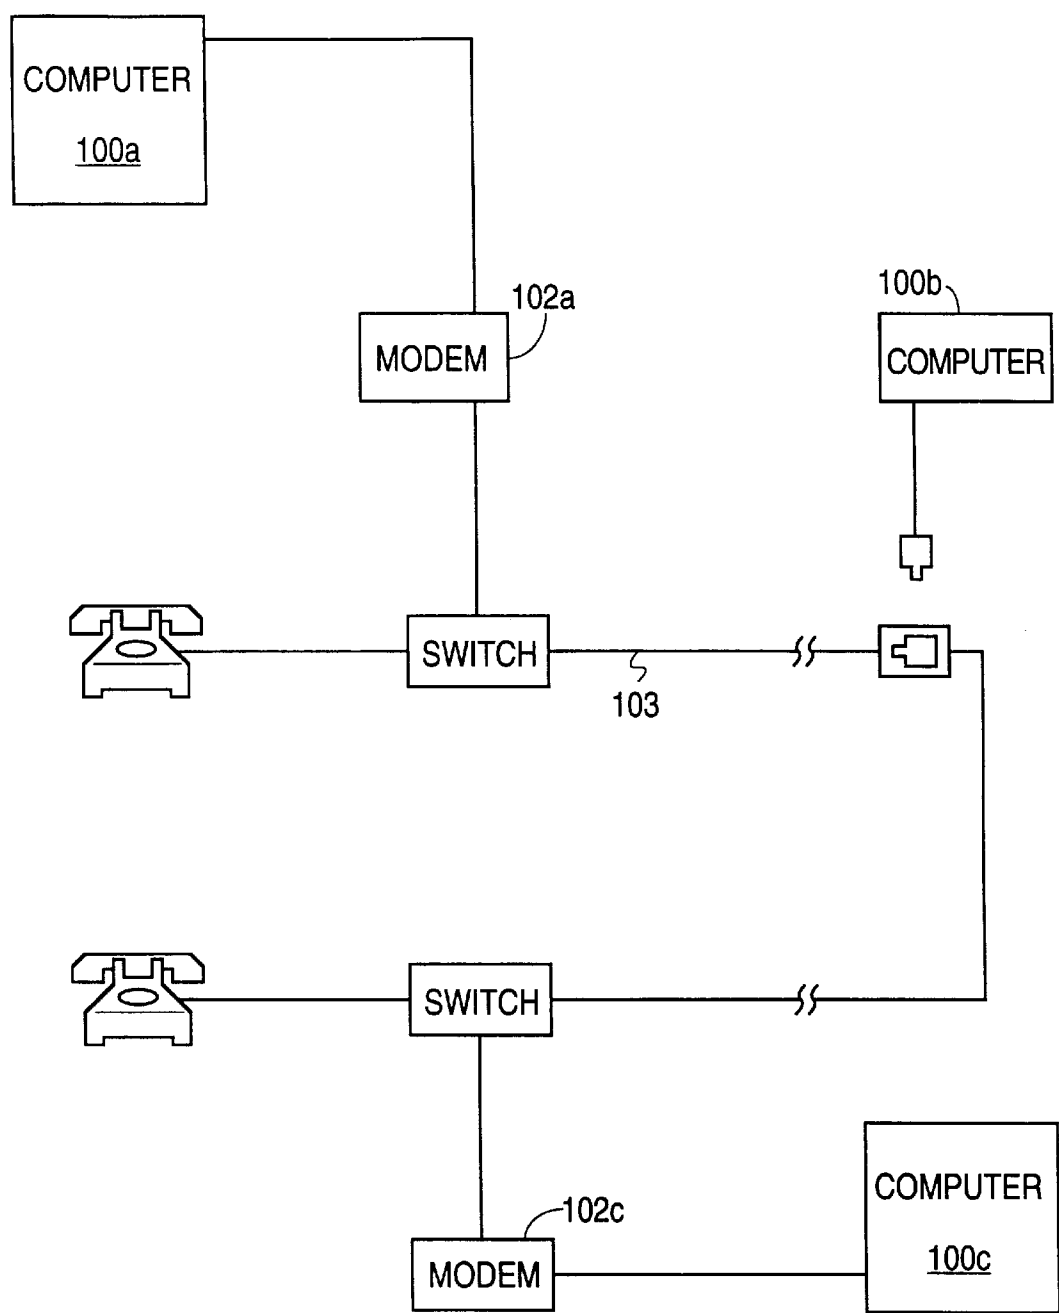 COMPUTER
100a
102a
MODEM
100b
COMPUTER
SWITCH
103
SWITCH
102c
MODEM
COMPUTER
100c